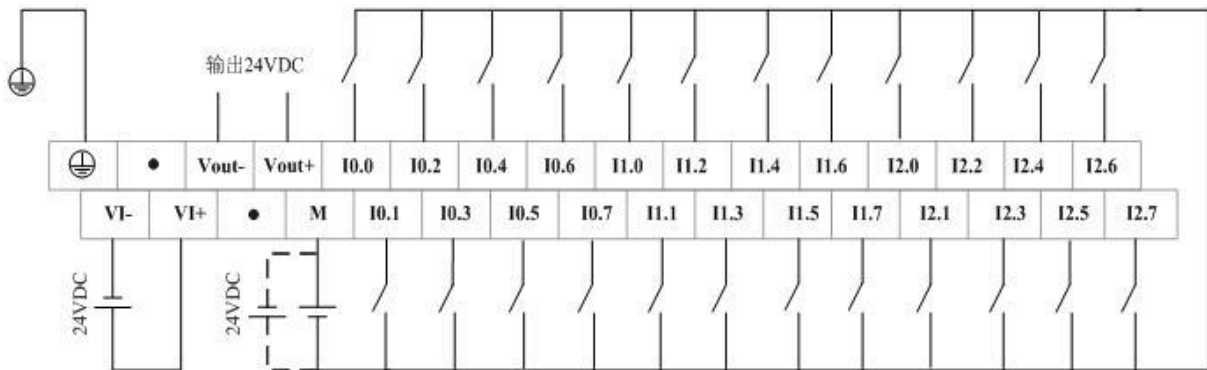 输出24VDC
Vout- Vout+ I0.0 I0.2 I0.4 I0.6 I1.0 I1.2 I1.4 I1.6 I2.0 I2.2 I2.4 I2.6
VI- VI+ M I0.1 I0.3 I0.5 I0.7 I1.1 I1.3 I1.5 I1.7 I2.1 I2.3 I2.5 I2.7
24VDC
24VDC